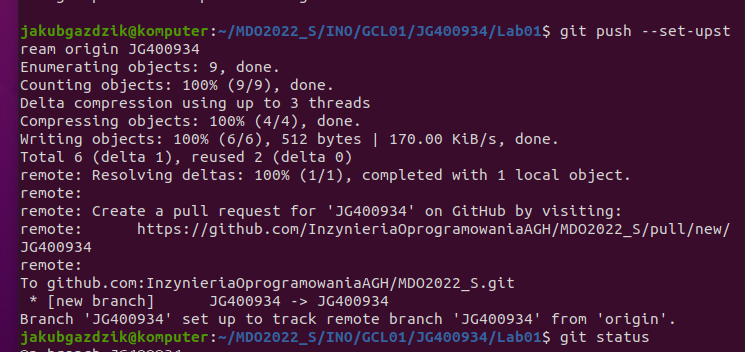 jakubgazdzik@komputer:~/MDO2022_S/INO/GCL01/JG400934/Lab01$ git push --set-upst
ream origin JG400934
Enumerating objects: 9, done.
Counting objects: 100% (9/9), done.
Delta compression using up to 3 threads
Compressing objects: 100% (4/4), done.
Writing objects: 100% (6/6), 512 bytes | 170.00 KiB/s, done.
Total 6 (delta 1), reused 2 (delta 0)
remote: Resolving deltas: 100% (1/1), completed with 1 local object.
remote:
remote: Create a pull request for 'JG400934' on GitHub by visiting:
remote:      https://github.com/InzynieriaOprogramowaniaAGH/MDO2022_S/pull/new/
JG400934
remote:
To github.com:InzynieriaOprogramowaniaAGH/MDO2022_S.git
 * [new branch]      JG400934 -> JG400934
Branch 'JG400934' set up to track remote branch 'JG400934' from 'origin'.
jakubgazdzik@komputer:~/MDO2022_S/INO/GCL01/JG400934/Lab01$ git status